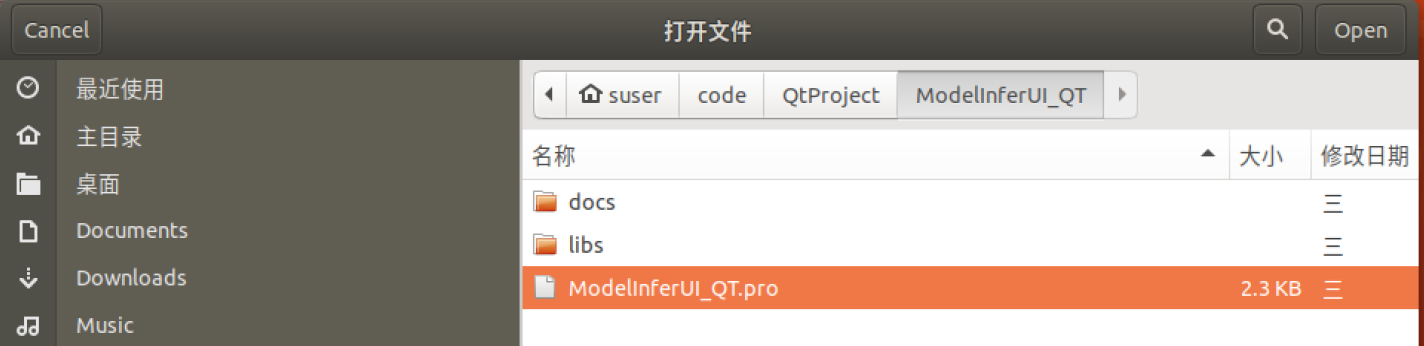 Cancel 打开文件 Open
最近使用
主目录
桌面
Documents
Downloads
Music
suser code QtProject ModelInferUI_QT
名称 大小 修改日期
docs 三
libs 三
ModelInferUI_QT.pro 2.3 KB 三